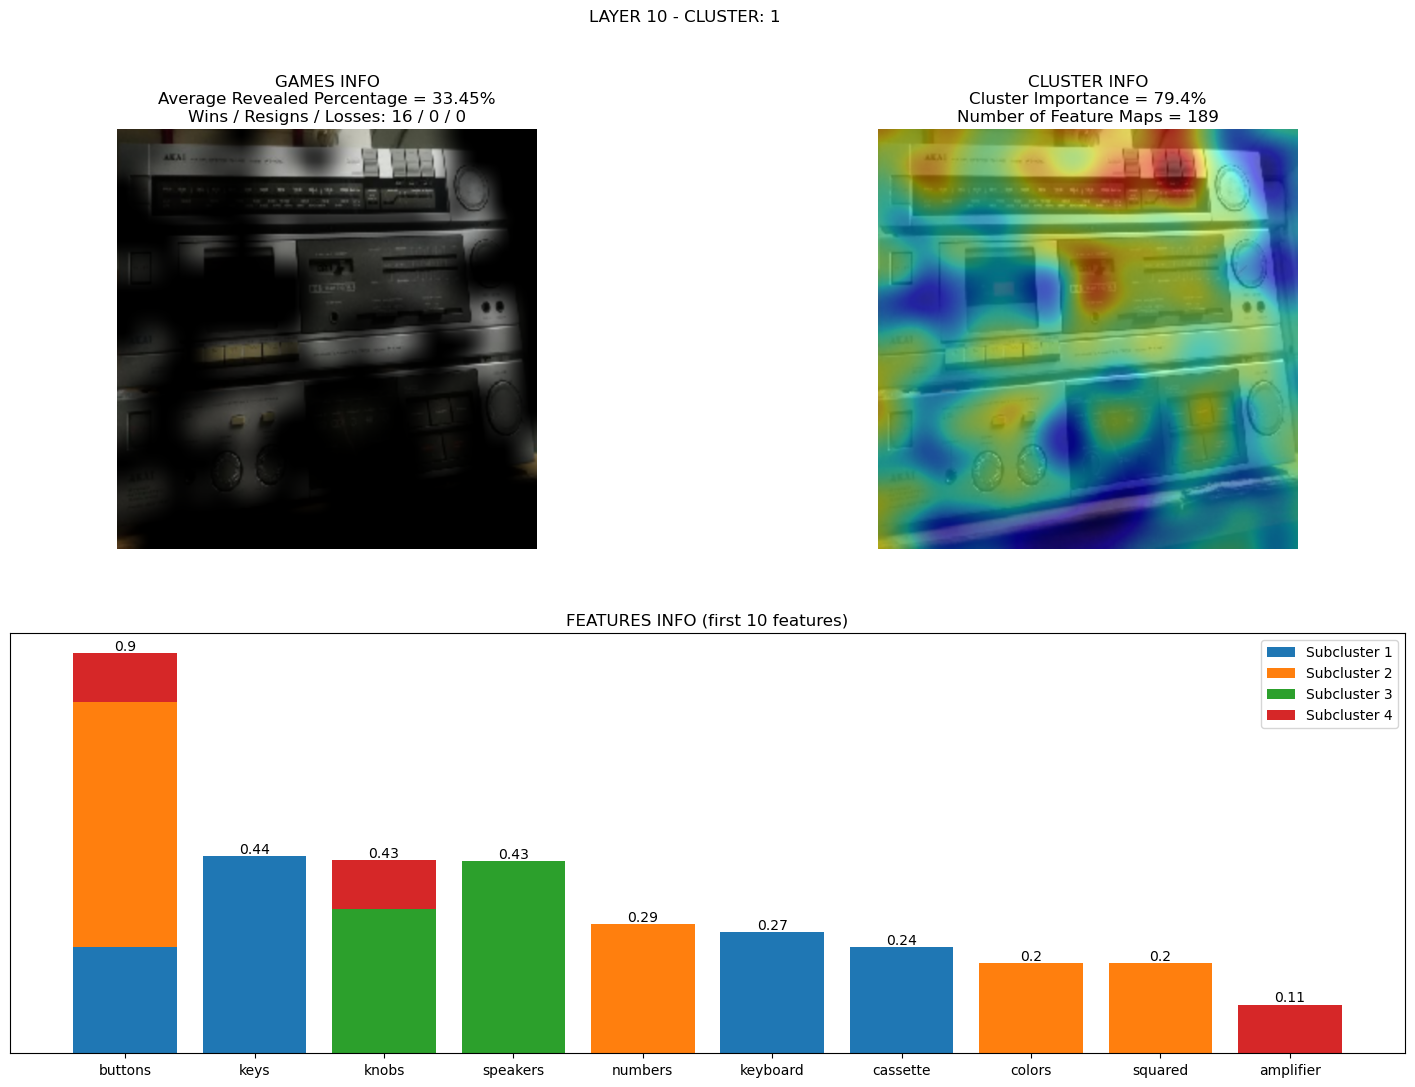 LAYER 10 - CLUSTER: 1
GAMES INFO
Average Revealed Percentage = 33.45%
Wins / Resigns / Losses: 16 / 0 / 0
CLUSTER INFO
Cluster Importance = 79.4%
Number of Feature Maps = 189
AKAI
AKAI
AKAI
AKAI
FEATURES INFO (first 10 features)
Subcluster 1
Subcluster 2
Subcluster 3
Subcluster 4
0.9
0.44
0.43
0.43
0.29
0.27
0.24
0.2
0.2
0.11
buttons
keys
knobs
speakers
numbers
keyboard
cassette
colors
squared
amplifier